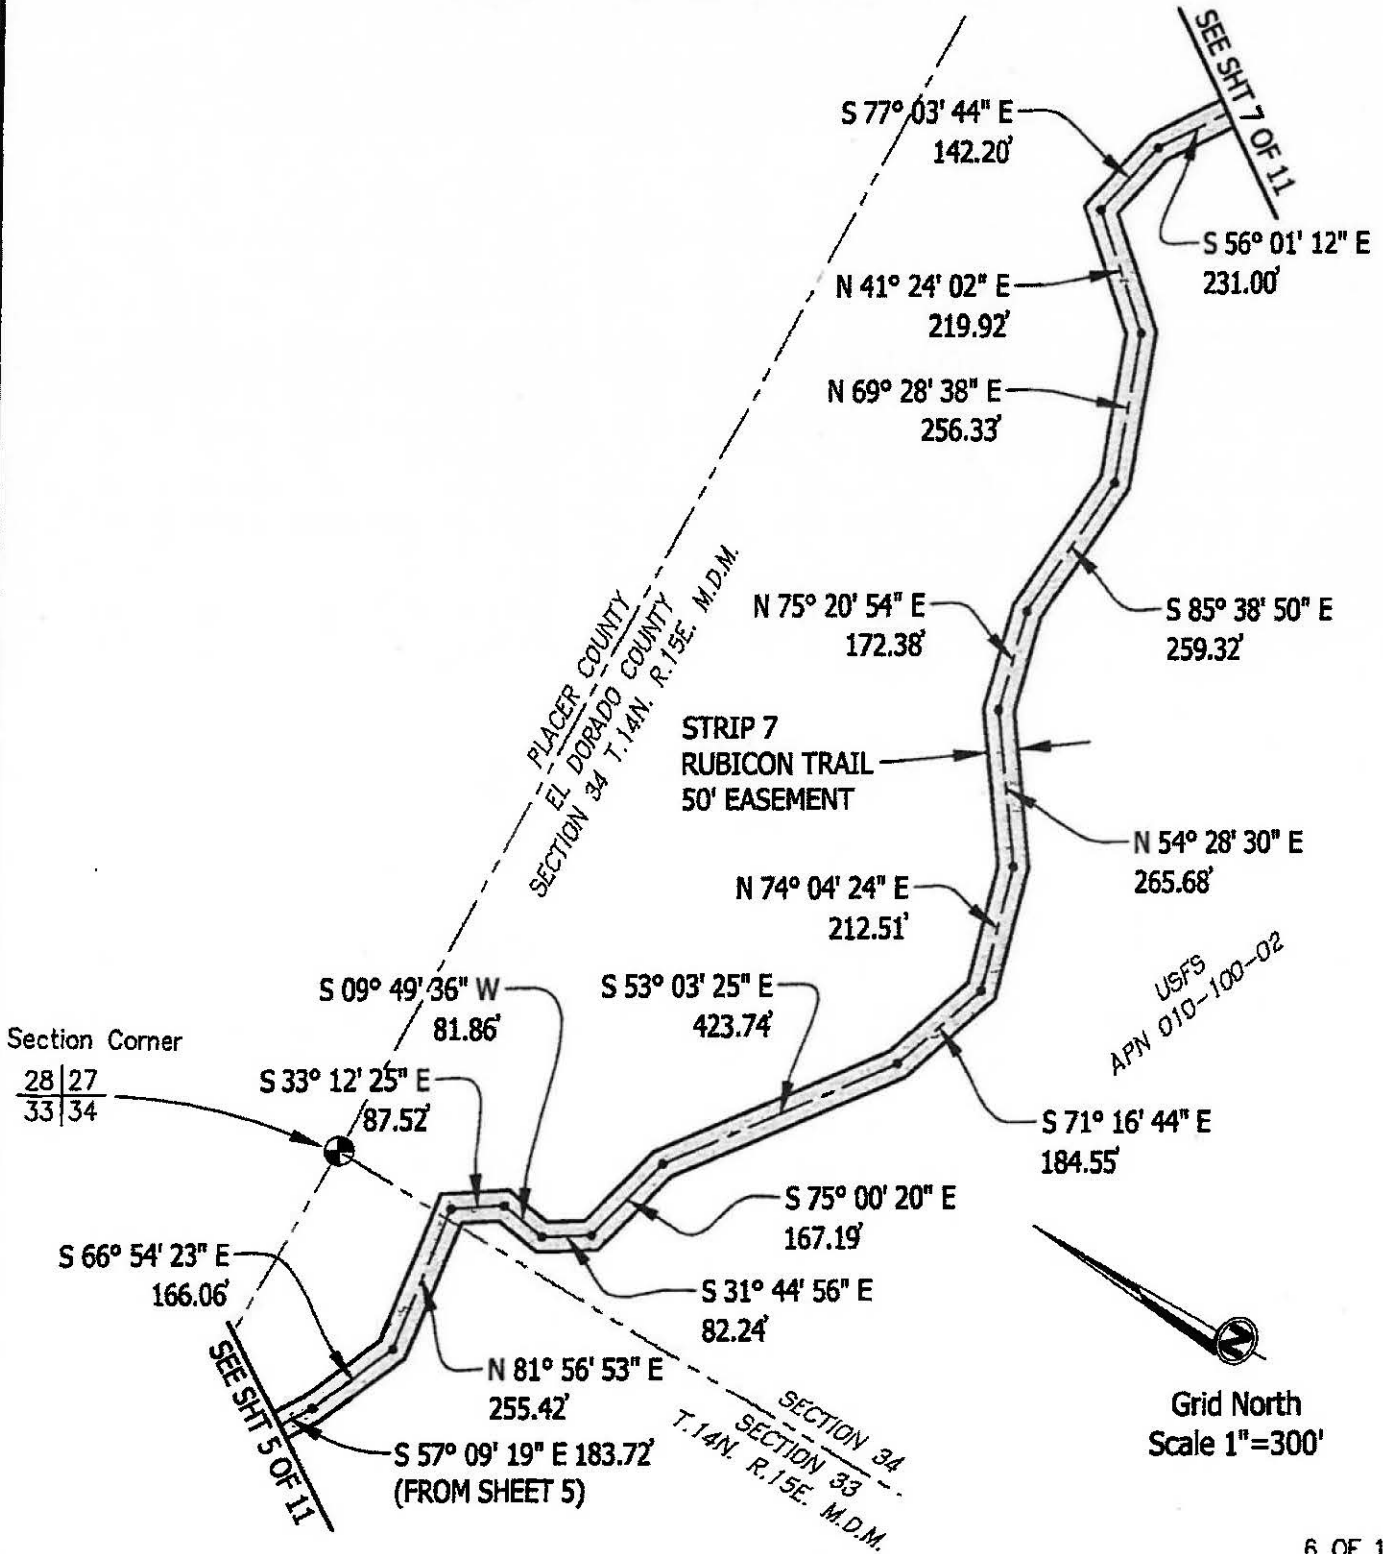 SEE SHT 7 OF 11
S 77° 03' 44" E
142.20'
S 56° 01' 12" E
231.00'
N 41° 24' 02" E
219.92'
N 69° 28' 38" E
256.33'
N 75° 20' 54" E
172.38'
S 85° 38' 50" E
259.32'
PLACER COUNTY
EL DORADO COUNTY
SECTION 34 T.14N. R.15E. M.D.M.
STRIP 7
RUBICON TRAIL
50' EASEMENT
N 54° 28' 30" E
265.68'
N 74° 04' 24" E
212.51'
USFS
APN 010-100-02
S 09° 49' 36" W
81.86'
S 53° 03' 25" E
423.74'
Section Corner
28 27
33 34
S 33° 12' 25" E
87.52'
S 71° 16' 44" E
184.55'
S 75° 00' 20" E
167.19'
S 66° 54' 23" E
166.06'
S 31° 44' 56" E
82.24'
N 81° 56' 53" E
255.42'
SEE SHT 5 OF 11
S 57° 09' 19" E 183.72'
(FROM SHEET 5)
SECTION 34
SECTION 33
T.14N. R.15E. M.D.M.
N
Grid North
Scale 1"=300'
6 OF 1